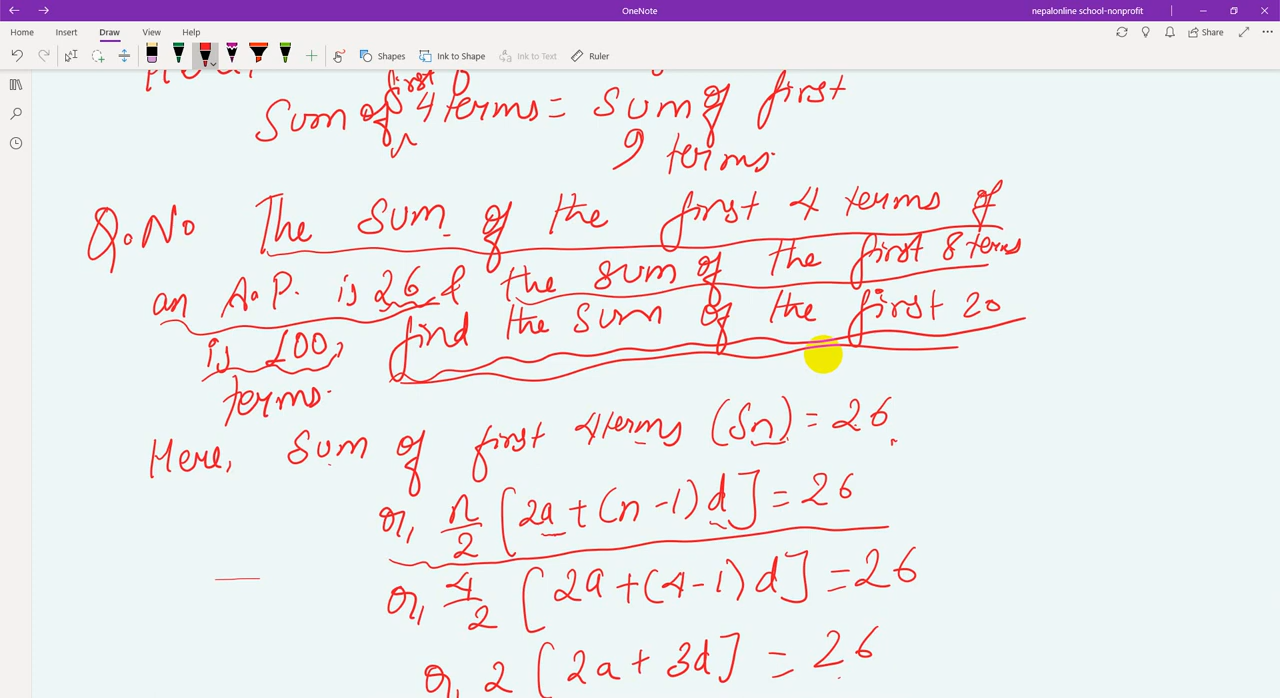 OneNote
nepalonline school-nonprofit
Home Insert Draw View Help
Share
Shapes Ink to Shape Ink to Text Ruler
first
Sum of 4 terms = Sum of first
9 terms.
Q.No The sum of the first 4 terms of
an A.P. is 26 & the sum of the first 8 terms
is 100, find the sum of the first 20
terms.
Here, Sum of first 4 terms (Sn) = 26
or, n/2 [2a + (n-1)d] = 26
or, 4/2 [2a + (4-1)d] = 26
or, 2 [2a + 3d] = 26